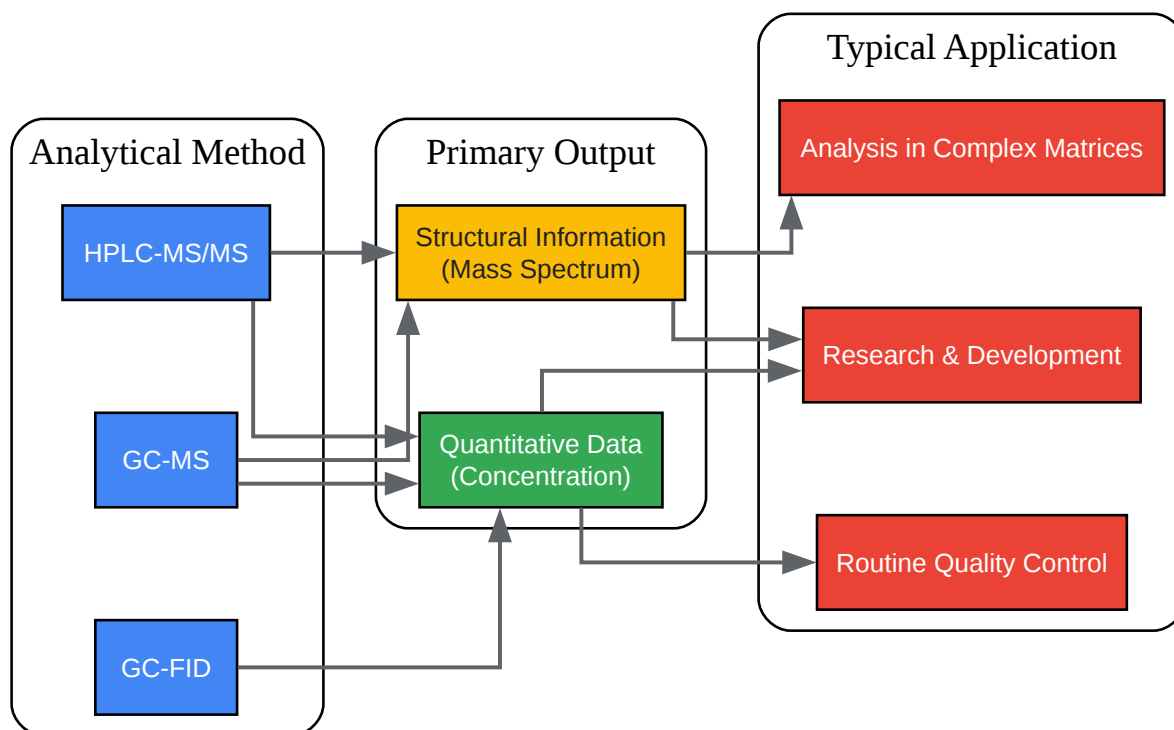 Analytical Method
HPLC-MS/MS
GC-MS
GC-FID
Primary Output
Structural Information
(Mass Spectrum)
Quantitative Data
(Concentration)
Typical Application
Analysis in Complex Matrices
Research & Development
Routine Quality Control